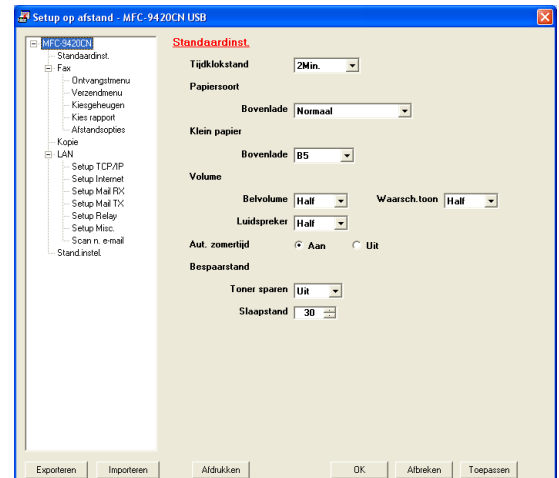 Setup op afstand - MFC-9420CN USB
MFC-9420CN
Standaardinst.
Fax
Ontvangstmenu
Verzendmenu
Kiesgeheugen
Kies rapport
Afstandsopties
Kopie
LAN
Setup TCP/IP
Setup Internet
Setup Mail RX
Setup Mail TX
Setup Relay
Setup Misc.
Scan n. e-mail
Stand.instel.
Standaardinst.
Tijdklokstand 2Min.
Papiersoort
Bovenlade Normaal
Klein papier
Bovenlade B5
Volume
Belvolume Half Waarsch.toon Half
Luidspreker Half
Aut. zomertijd Aan Uit
Bespaarstand
Toner sparen Uit
Slaapstand 30
Exporteren Importeren Afdrukken OK Afbreken Toepassen